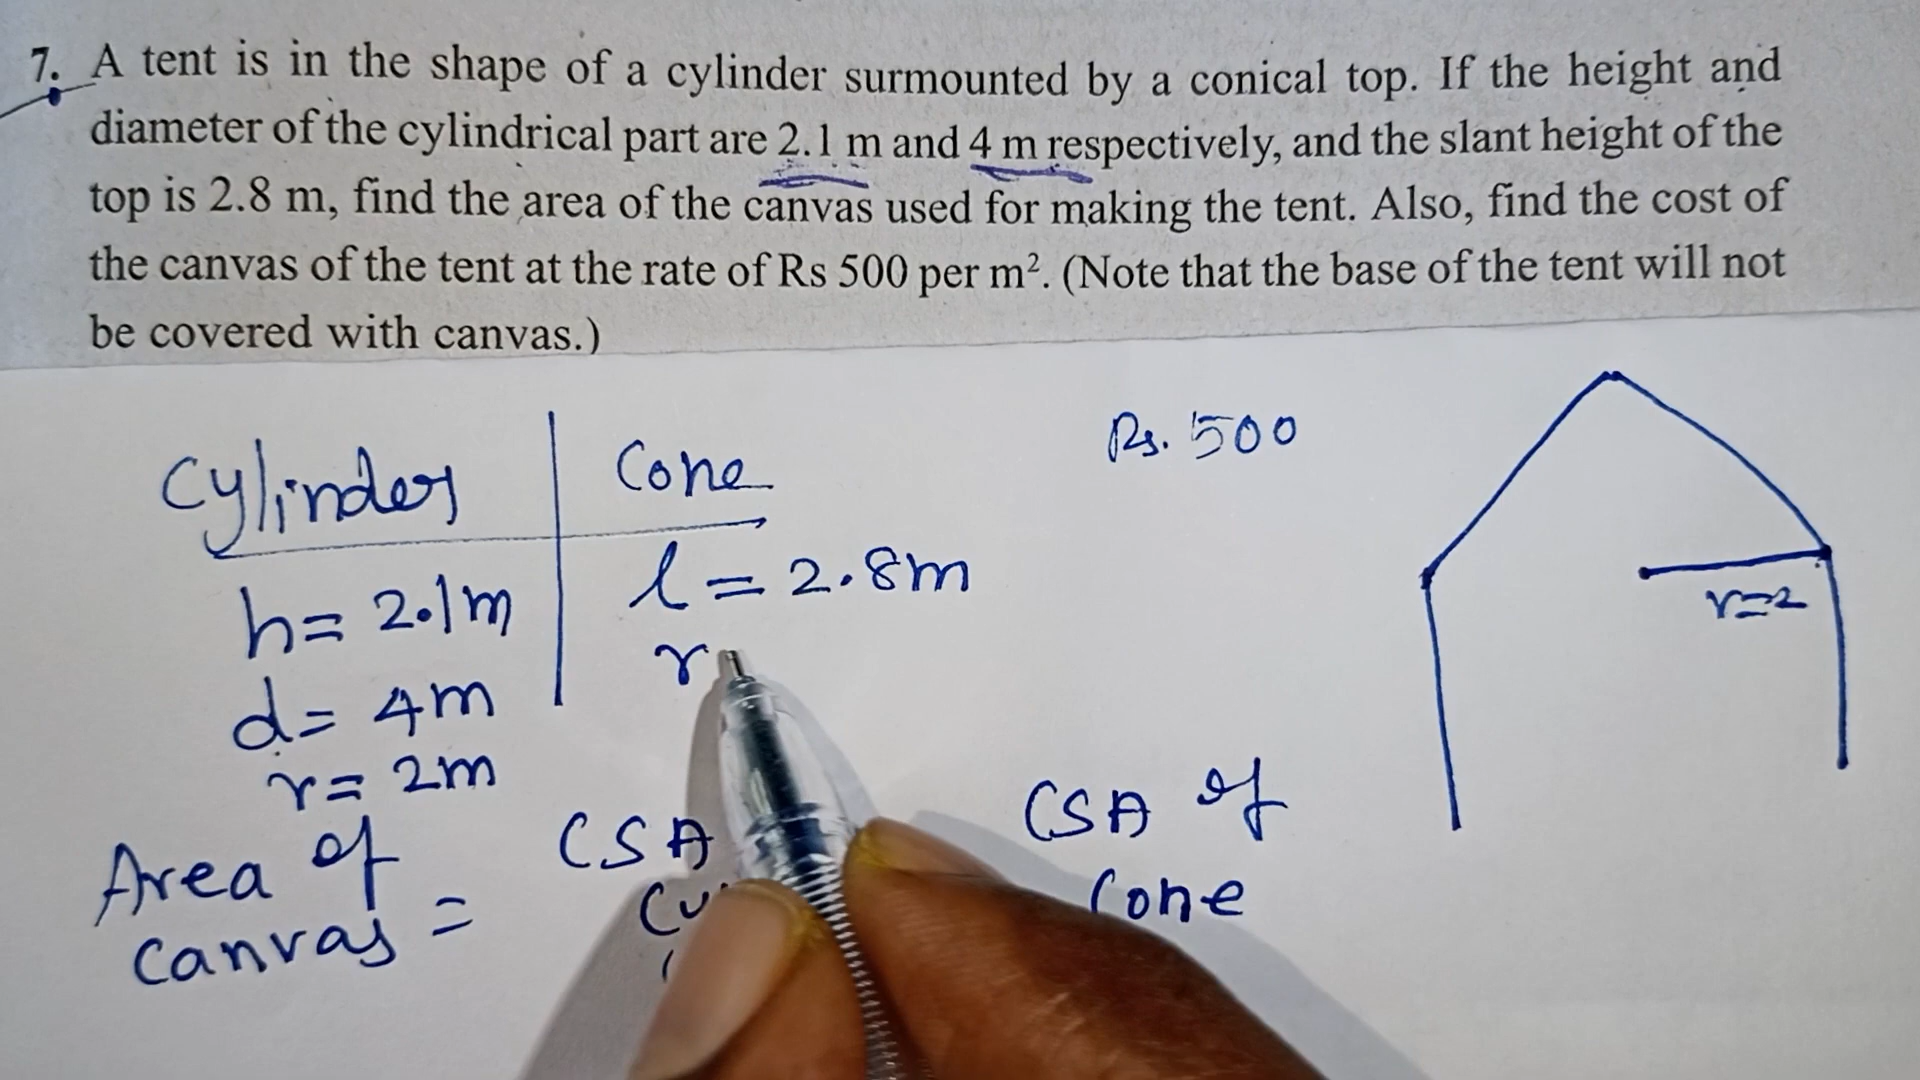 7. A tent is in the shape of a cylinder surmounted by a conical top. If the height and
diameter of the cylindrical part are 2.1 m and 4 m respectively, and the slant height of the
top is 2.8 m, find the area of the canvas used for making the tent. Also, find the cost of
the canvas of the tent at the rate of Rs 500 per m². (Note that the base of the tent will not
be covered with canvas.)
Cylinder
Cone
Rs. 500
h = 2.1m
l = 2.8m
r=2
d = 4m
r
r = 2m
Area of
canvas =
CSA
CSA of
Cone